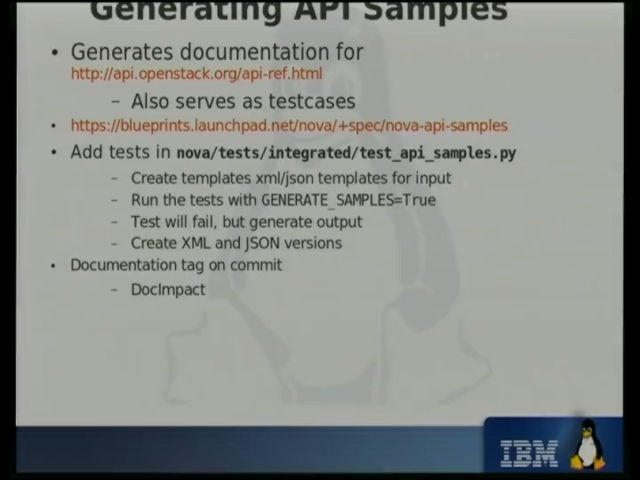 Generating API Samples
• Generates documentation for
http://api.openstack.org/api-ref.html
– Also serves as testcases
• https://blueprints.launchpad.net/nova/+spec/nova-api-samples
• Add tests in nova/tests/integrated/test_api_samples.py
– Create templates xml/json templates for input
– Run the tests with GENERATE_SAMPLES=True
– Test will fail, but generate output
– Create XML and JSON versions
• Documentation tag on commit
– DocImpact
IBM